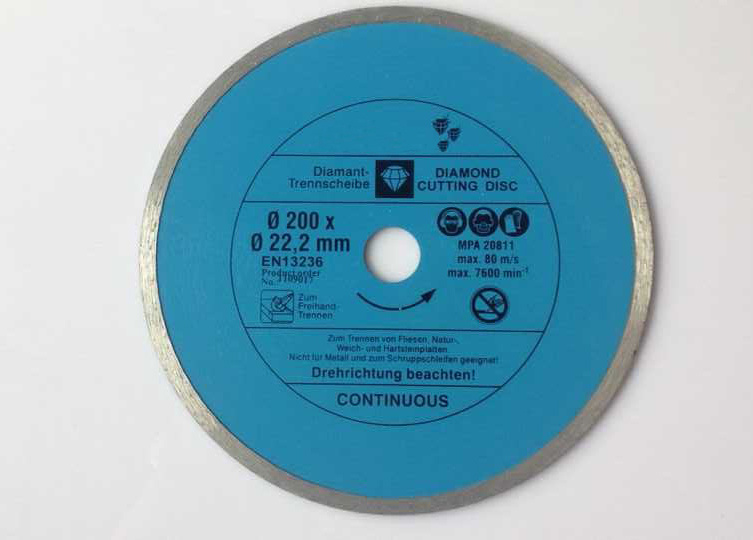 Diamant-
Trennscheibe
DIAMOND
CUTTING DISC
Ø 200 x
Ø 22,2 mm
EN13236
Product order
No.
MPA 20811
max. 80 m/s
max. 7600 min⁻¹
Zum
Freihand-
Trennen
Zum Trennen von Fliesen, Natur-,
Weich- und Hartsteinplatten
Nicht für Metall und zum Schruppschleifen geeignet!
Drehrichtung beachten!
CONTINUOUS